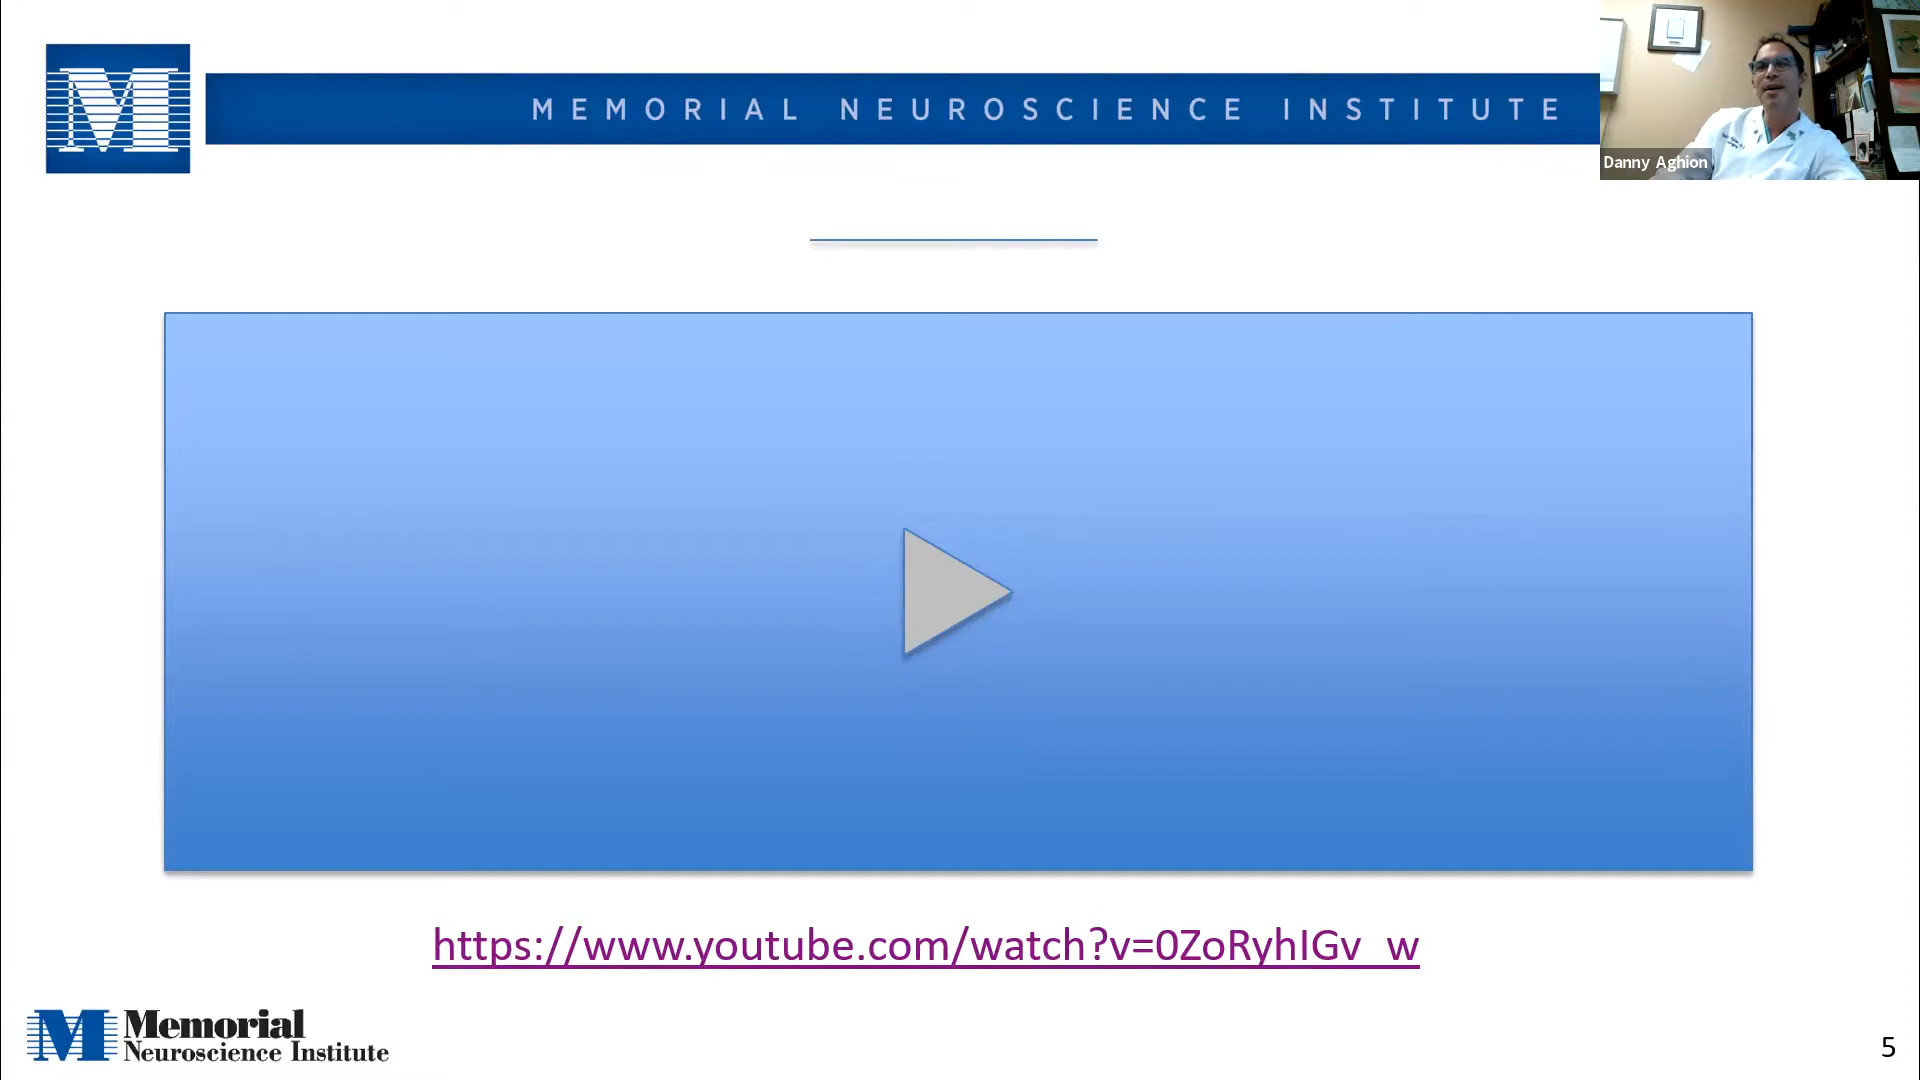 M
MEMORIAL NEUROSCIENCE INSTITUTE
Danny Aghion
https://www.youtube.com/watch?v=0ZoRyhIGv_w
M Memorial
Neuroscience Institute
5